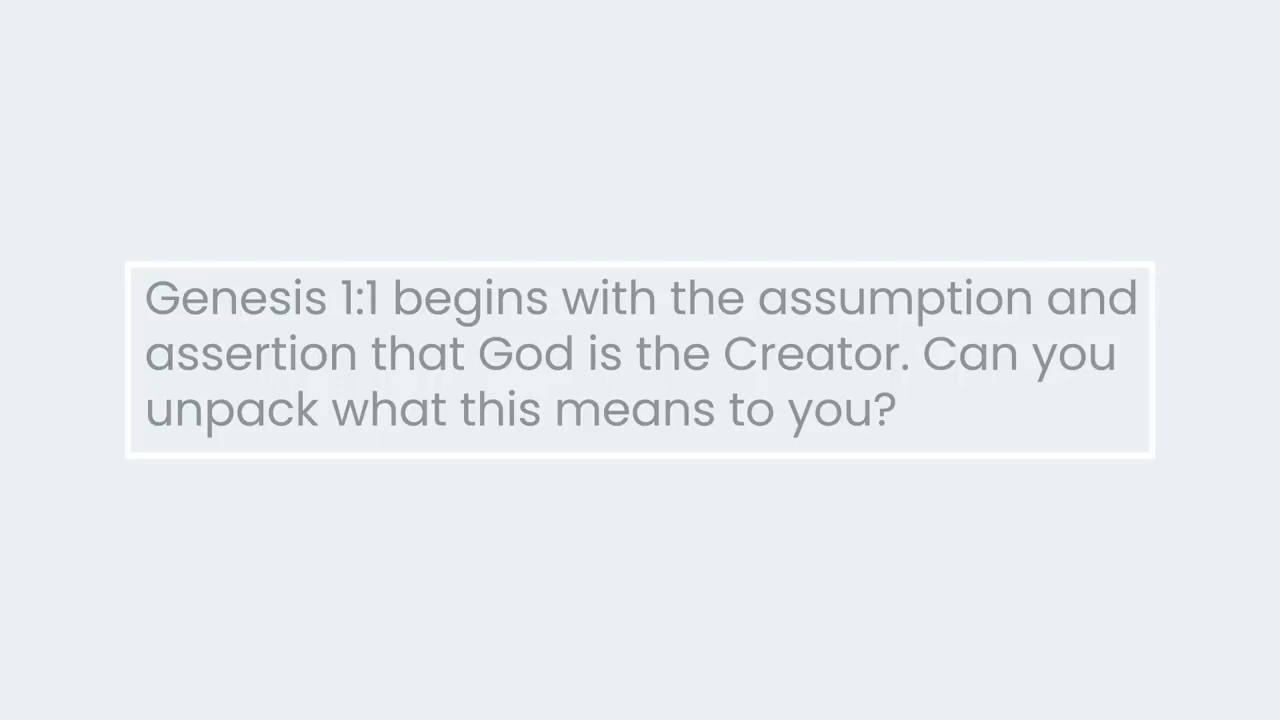 Genesis 1:1 begins with the assumption and
assertion that God is the Creator. Can you
unpack what this means to you?